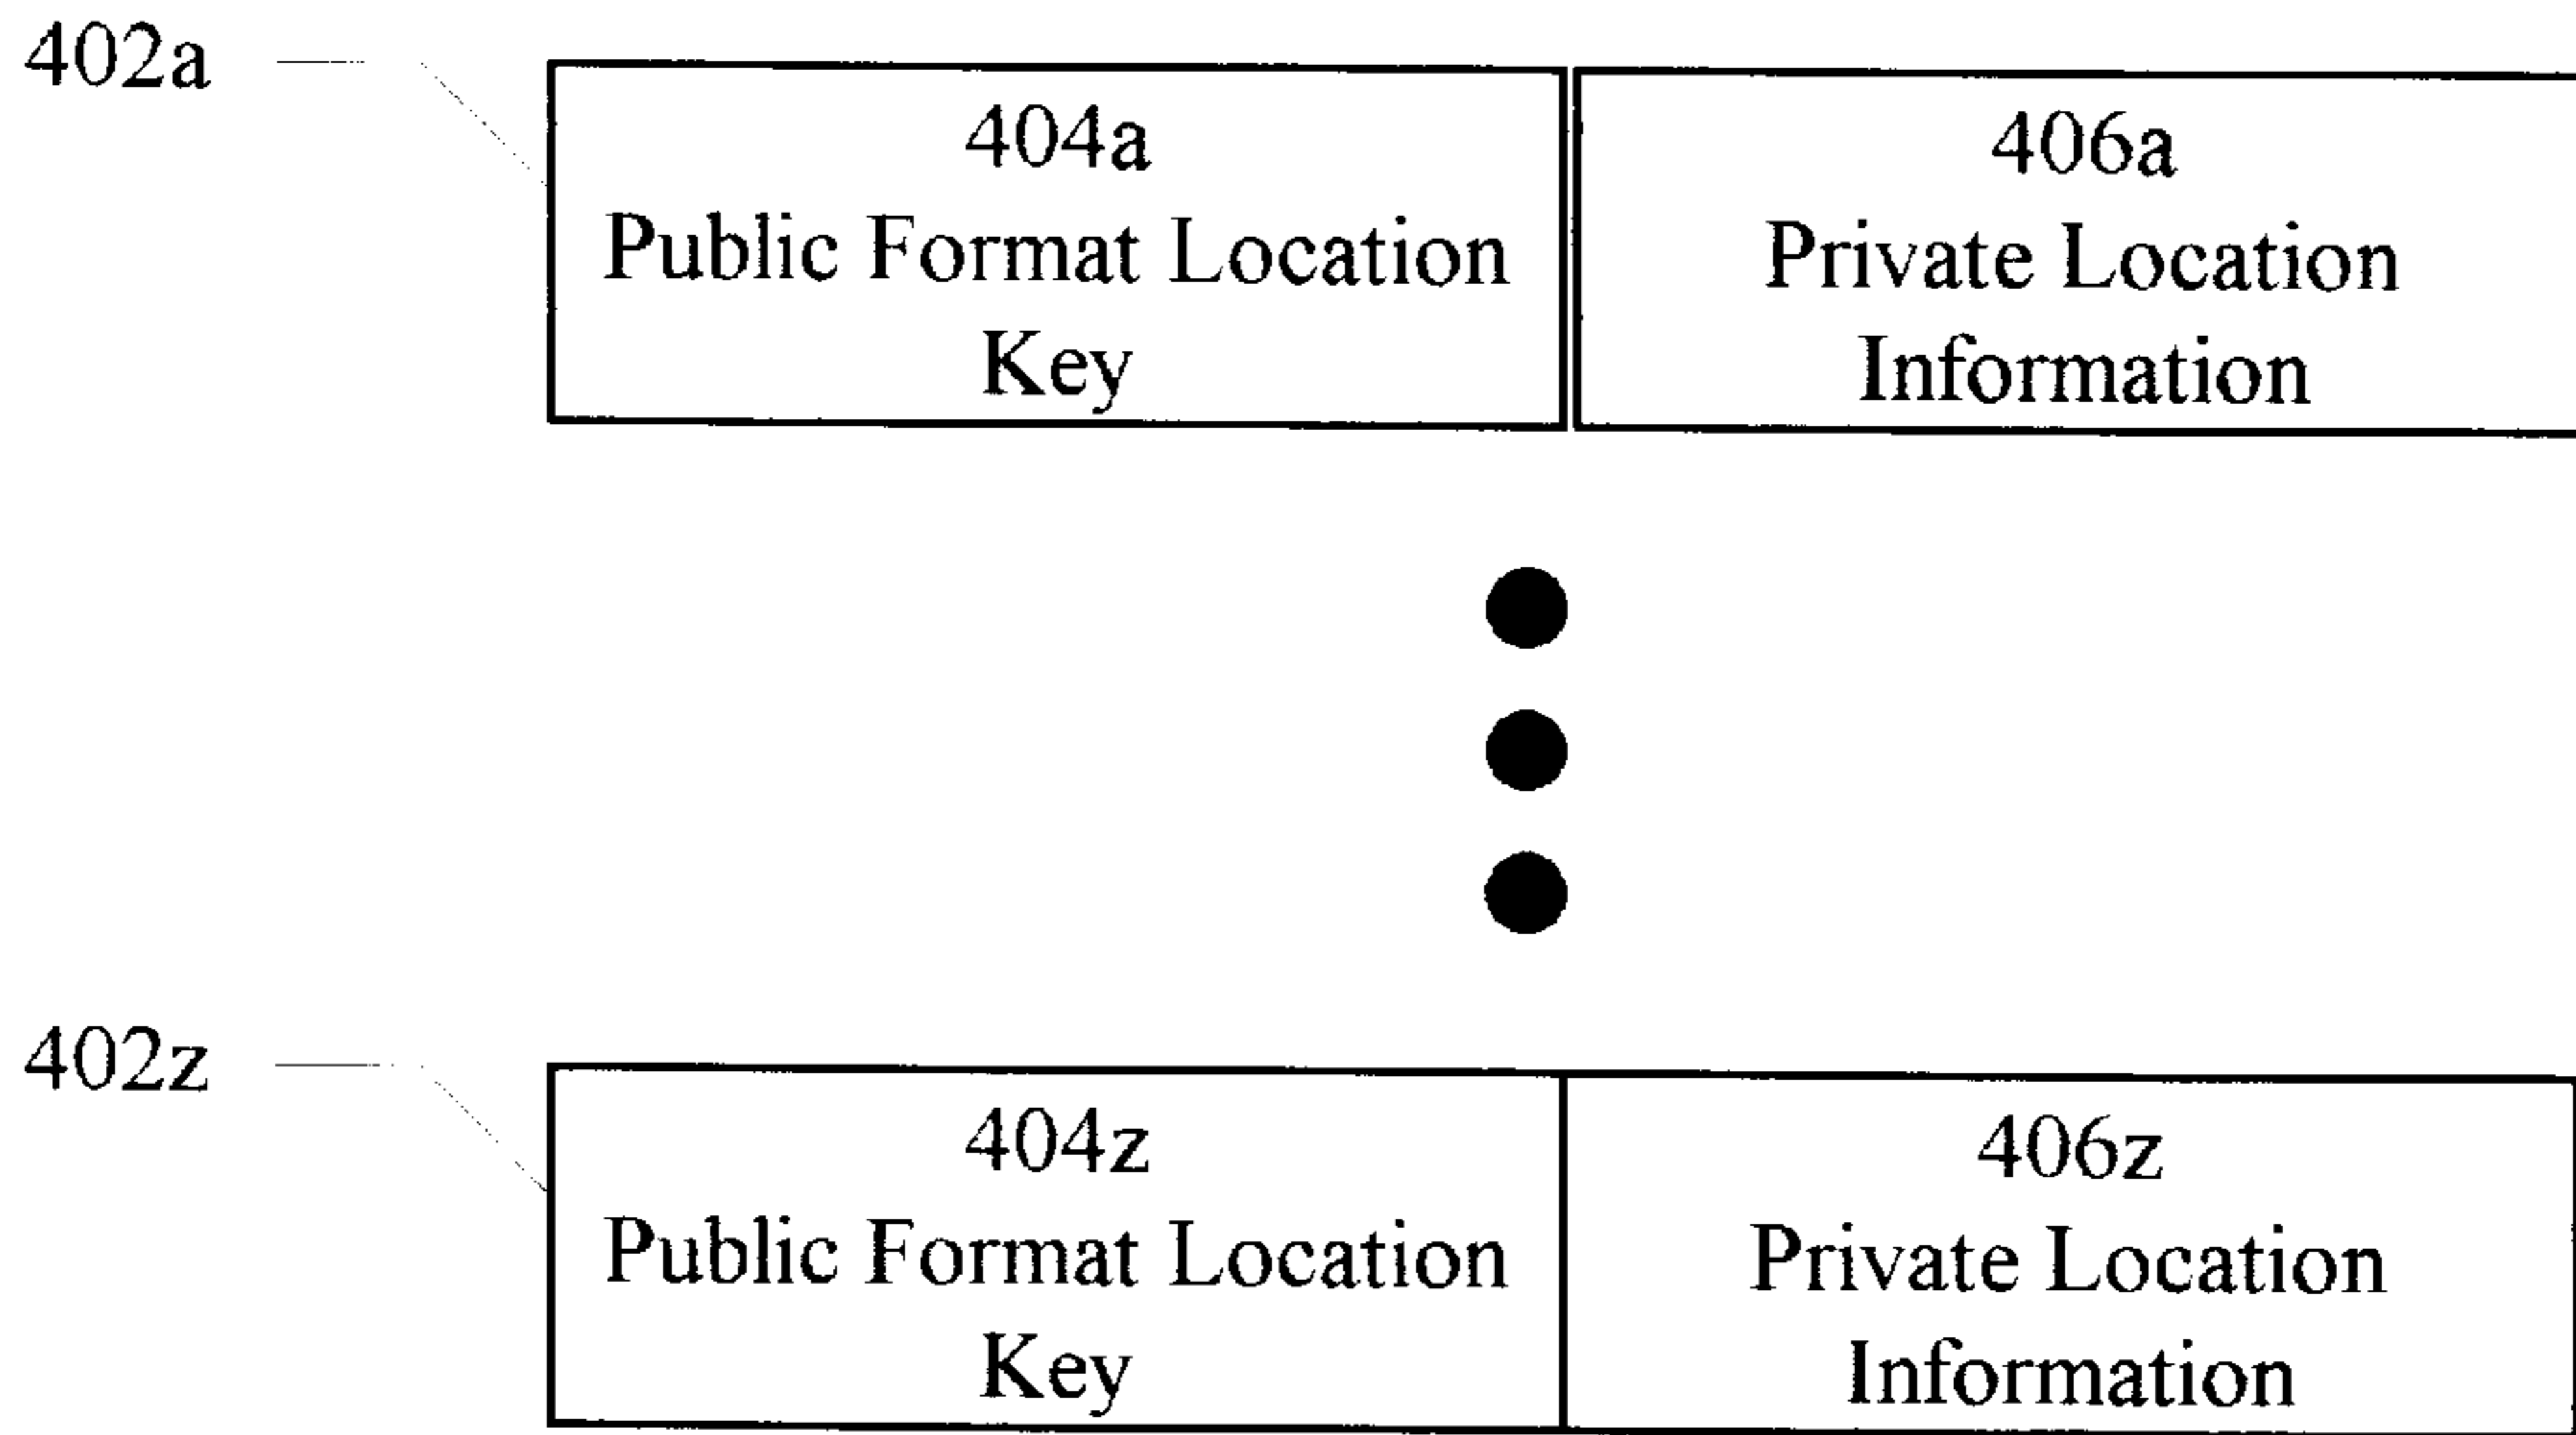 402a
404a
Public Format Location
Key
406a
Private Location
Information
402z
404z
Public Format Location
Key
406z
Private Location
Information